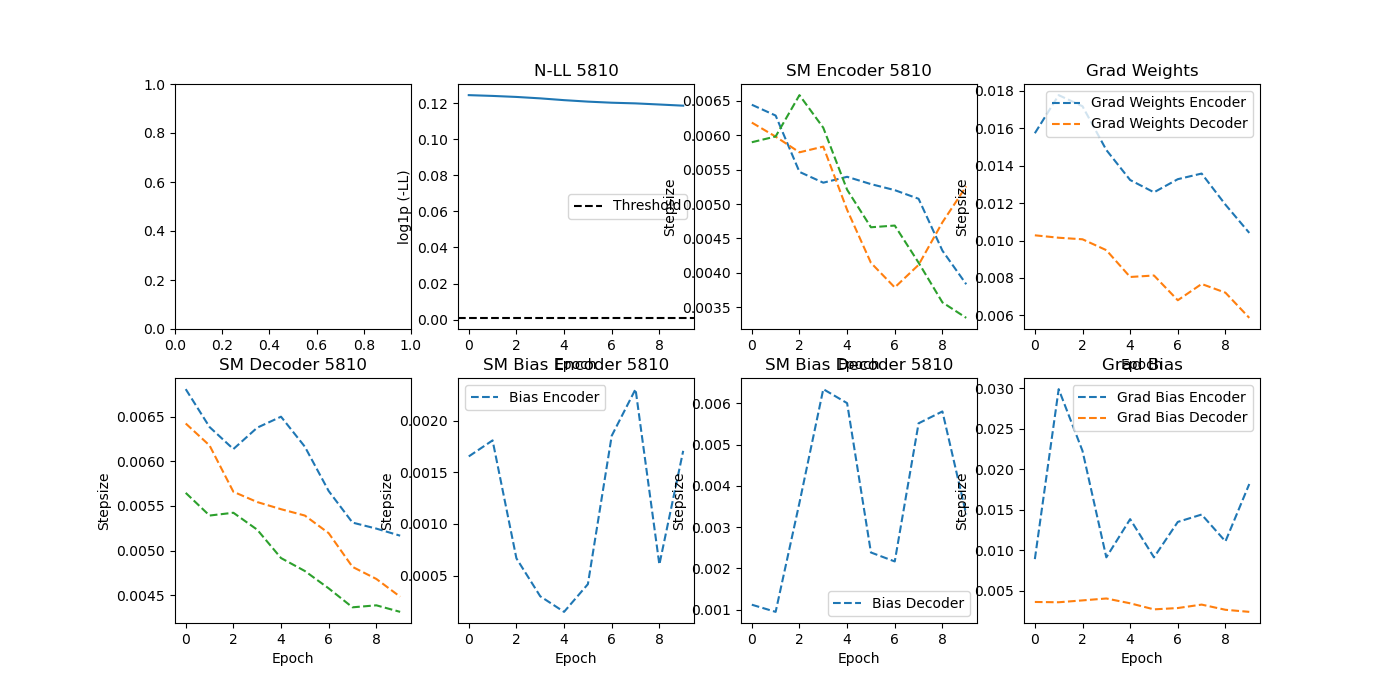 N-LL 5810
SM Encoder 5810
Grad Weights
1.0
0.8
0.6
0.4
0.2
0.0
0.0 0.2 0.4 0.6 0.8 1.0
log1p (-LL)
0.12
0.10
0.08
0.06
0.04
0.02
0.00
Threshold
0 2 4 6 8
Epoch
Stepsize
0.0065
0.0060
0.0055
0.0050
0.0045
0.0040
0.0035
0 2 4 6 8
Epoch
Stepsize
0.018
0.016
0.014
0.012
0.010
0.008
0.006
Grad Weights Encoder
Grad Weights Decoder
0 2 4 6 8
Epoch
SM Decoder 5810
SM Bias Encoder 5810
SM Bias Decoder 5810
Grad Bias
Stepsize
0.0065
0.0060
0.0055
0.0050
0.0045
0 2 4 6 8
Epoch
Stepsize
0.0020
0.0015
0.0010
0.0005
Bias Encoder
0 2 4 6 8
Epoch
Stepsize
0.006
0.005
0.004
0.003
0.002
0.001
Bias Decoder
0 2 4 6 8
Epoch
Stepsize
0.030
0.025
0.020
0.015
0.010
0.005
Grad Bias Encoder
Grad Bias Decoder
0 2 4 6 8
Epoch